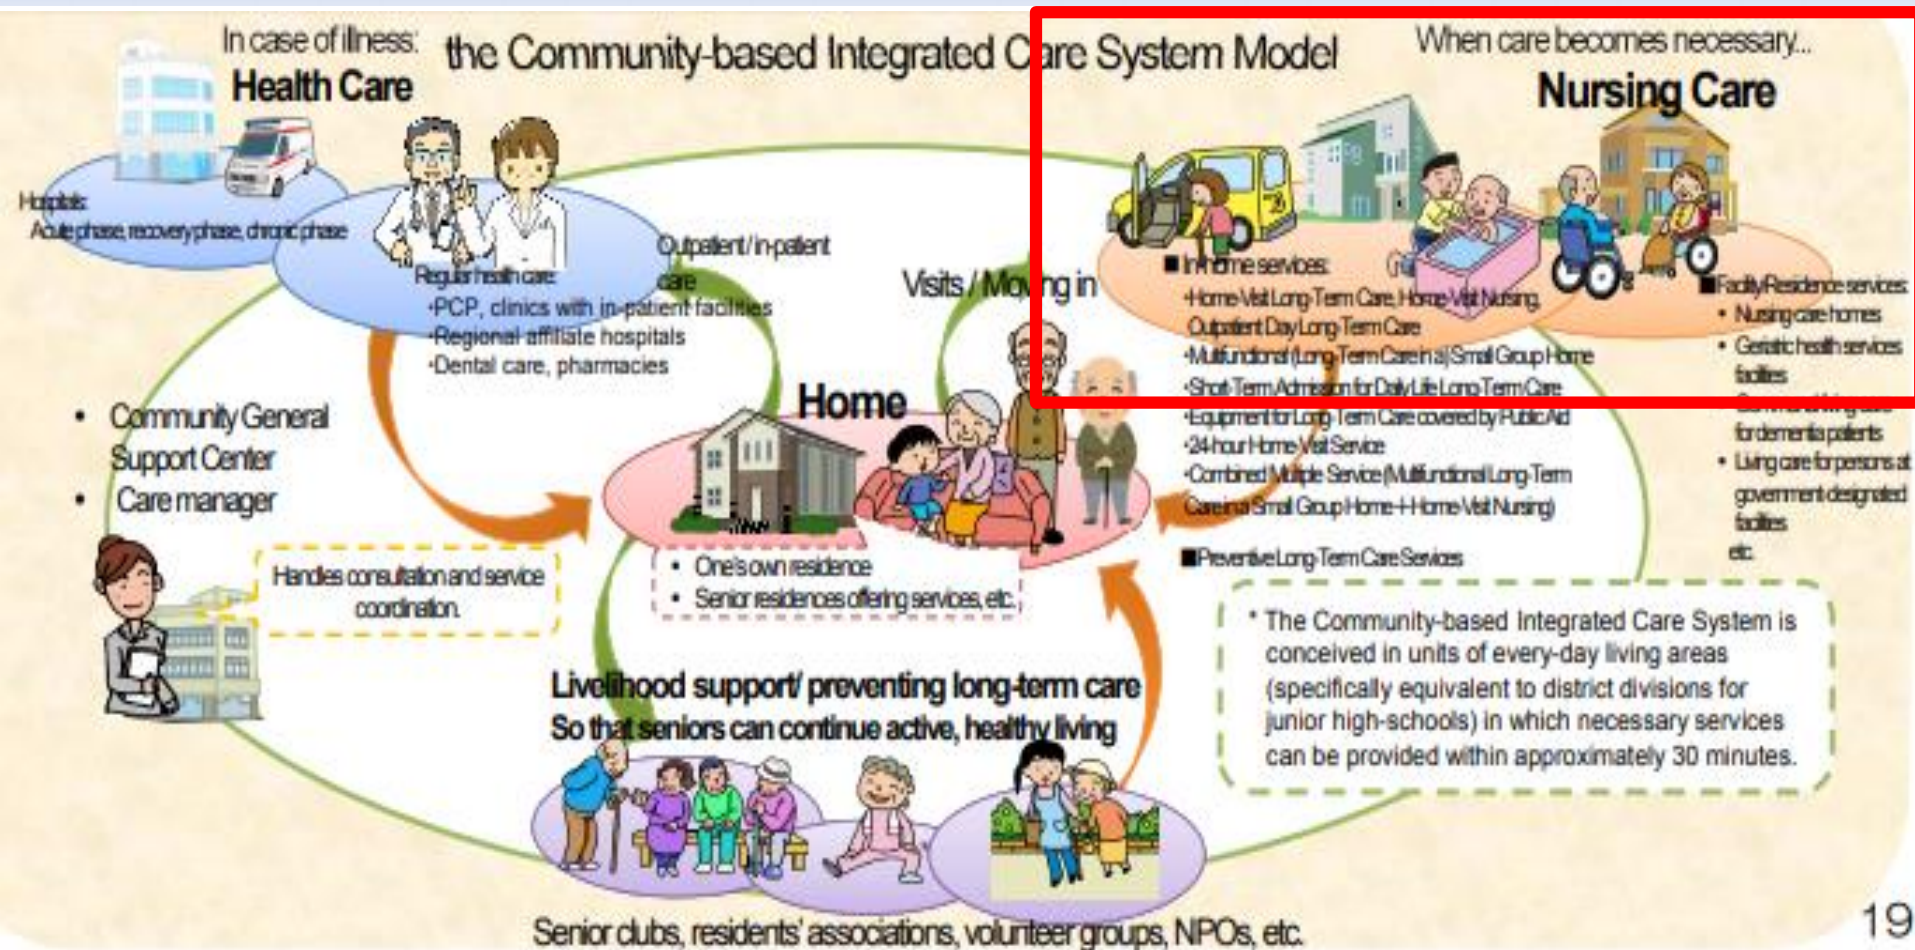 In case of illness:
Health Care
the Community-based Integrated Care System Model
When care becomes necessary...
Nursing Care
Hospitals:
Acute phase, recovery phase, chronic phase
Regular health care:
・PCP, clinics with in-patient facilities
・Regional affiliate hospitals
・Dental care, pharmacies
Outpatient / in-patient
care
Visits / Moving in
■ In-home services:
・Home-Visit Long-Term Care, Home-Visit Nursing,
Outpatient Day Long-Term Care
・Multifunctional (Long-Term Care in a) Small Group Home
・Short-Term Admission for Daily Life Long-Term Care
・Equipment for Long-Term Care covered by Public Aid
・24-hour Home-Visit Service
・Combined Multiple Service (Multifunctional Long-Term
Care in a Small Group Home + Home-Visit Nursing)
■ Preventive Long-Term Care Services
■ Facility/Residence services:
• Nursing care homes
• Geriatric health services
facilities
for dementia patients
• Living care for persons at
government-designated
facilities
etc.
• Community General
Support Center
• Care manager
Handles consultation and service
coordination.
Home
• One's own residence
• Senior residences offering services, etc.
Livelihood support/ preventing long-term care
So that seniors can continue active, healthy living
* The Community-based Integrated Care System is
conceived in units of every-day living areas
(specifically equivalent to district divisions for
junior high-schools) in which necessary services
can be provided within approximately 30 minutes.
Senior clubs, residents' associations, volunteer groups, NPOs, etc.
19